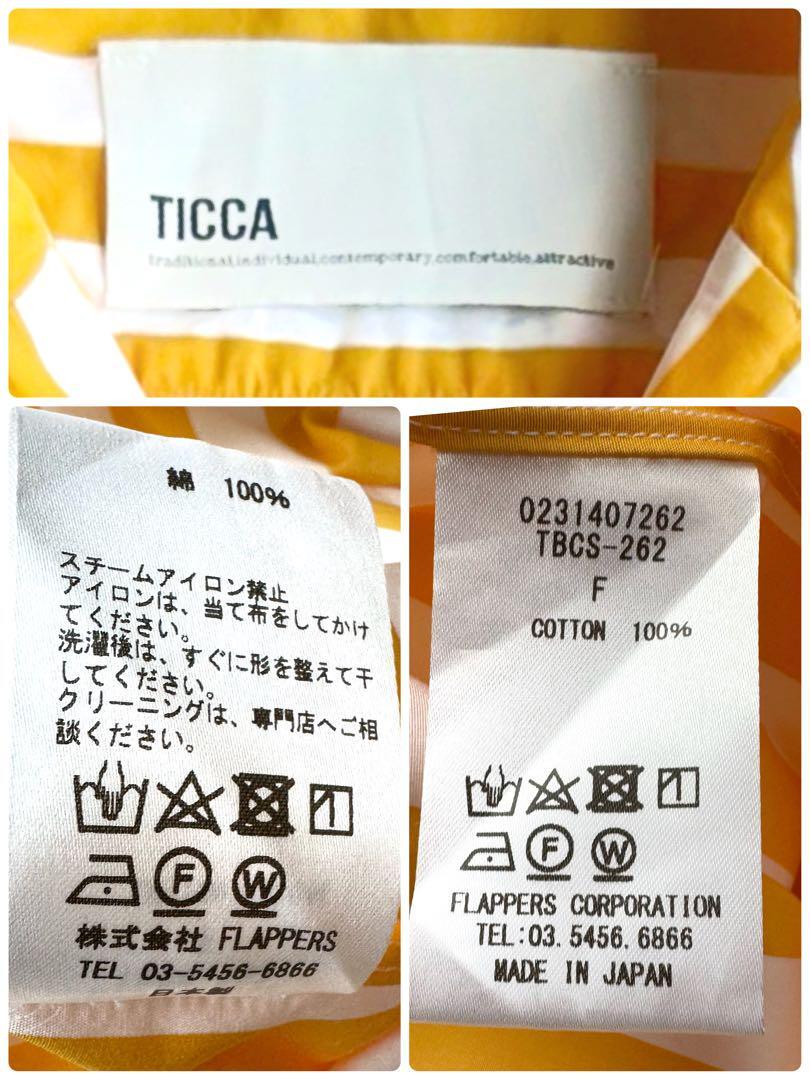 TICCA
traditional.individual.contemporary.comfortable.attractive
綿 100%
スチームアイロン禁止
アイロンは、当て布をしてかけ
てください。
洗濯後は、すぐに形を整えて干
してください。
クリーニングは、専門店へご相
談ください。
F W
株式会社 FLAPPERS
TEL 03-5456-6866
日本製
0231407262
TBCS-262
F
COTTON 100%
F W
FLAPPERS CORPORATION
TEL:03.5456.6866
MADE IN JAPAN